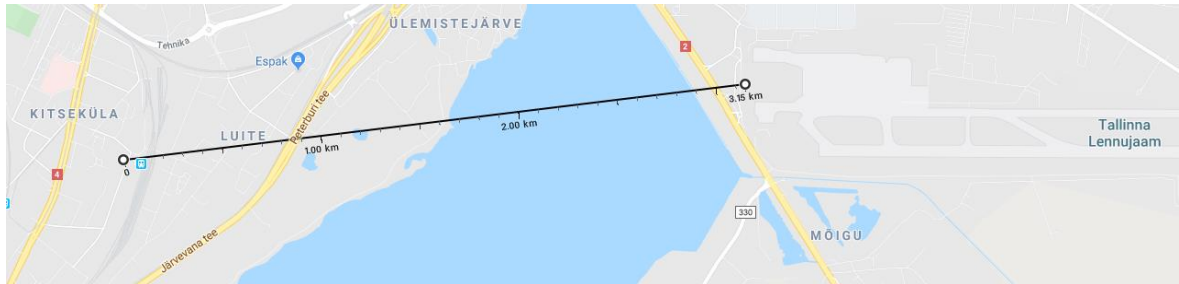 ÜLEMISTEJÄRVE
2
Tehnika
Espak
3.15 km
KITSEKÜLA
Peterburi tee
2.00 km
Tallinna
Lennujaam
LUITE
1.00 km
0
4
330
MÕIGU
Järvevana tee